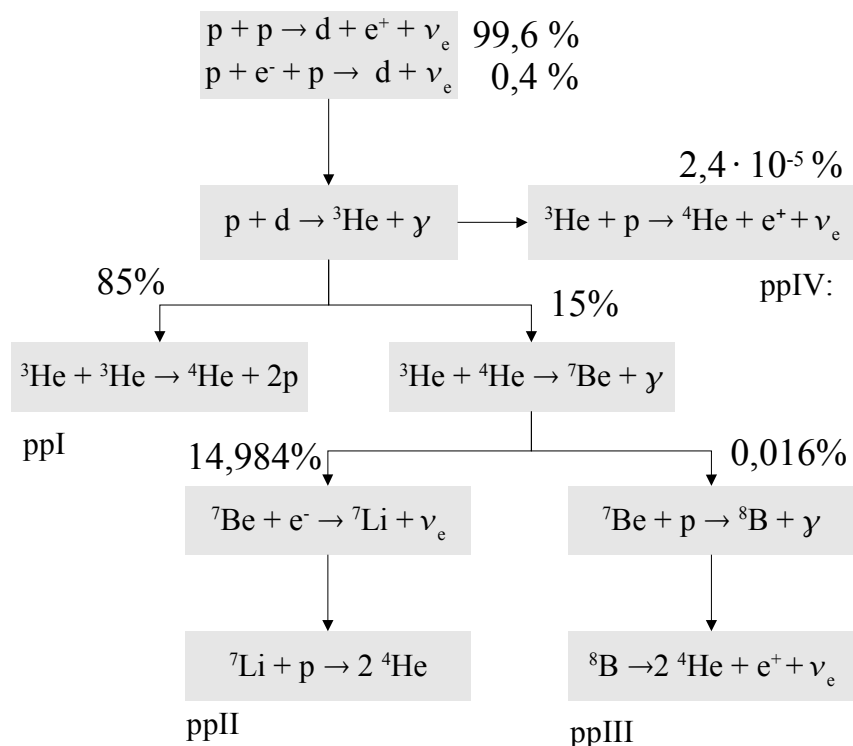 p + p → d + e⁺ + νₑ 99,6 %
p + e⁻ + p → d + νₑ 0,4 %
2,4 · 10⁻⁵ %
p + d → ³He + γ
³He + p → ⁴He + e⁺ + νₑ
ppIV:
85%
15%
³He + ³He → ⁴He + 2p
³He + ⁴He → ⁷Be + γ
ppI
14,984%
0,016%
⁷Be + e⁻ → ⁷Li + νₑ
⁷Be + p → ⁸B + γ
⁷Li + p → 2 ⁴He
⁸B →2 ⁴He + e⁺ + νₑ
ppII
ppIII